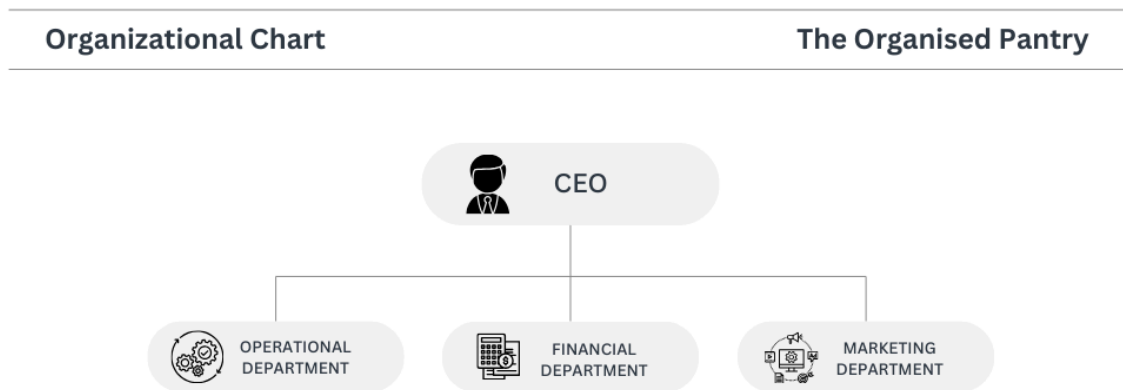 Organizational Chart
The Organised Pantry
CEO
OPERATIONAL
DEPARTMENT
FINANCIAL
DEPARTMENT
MARKETING
DEPARTMENT